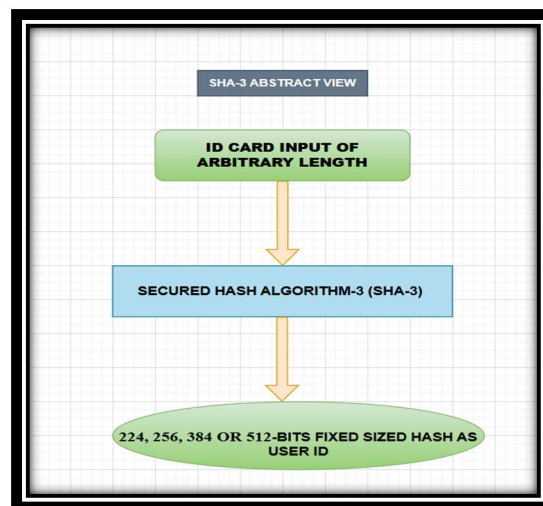 SHA-3 ABSTRACT VIEW
ID CARD INPUT OF
ARBITRARY LENGTH
SECURED HASH ALGORITHM-3 (SHA-3)
224, 256, 384 OR 512-BITS FIXED SIZED HASH AS
USER ID